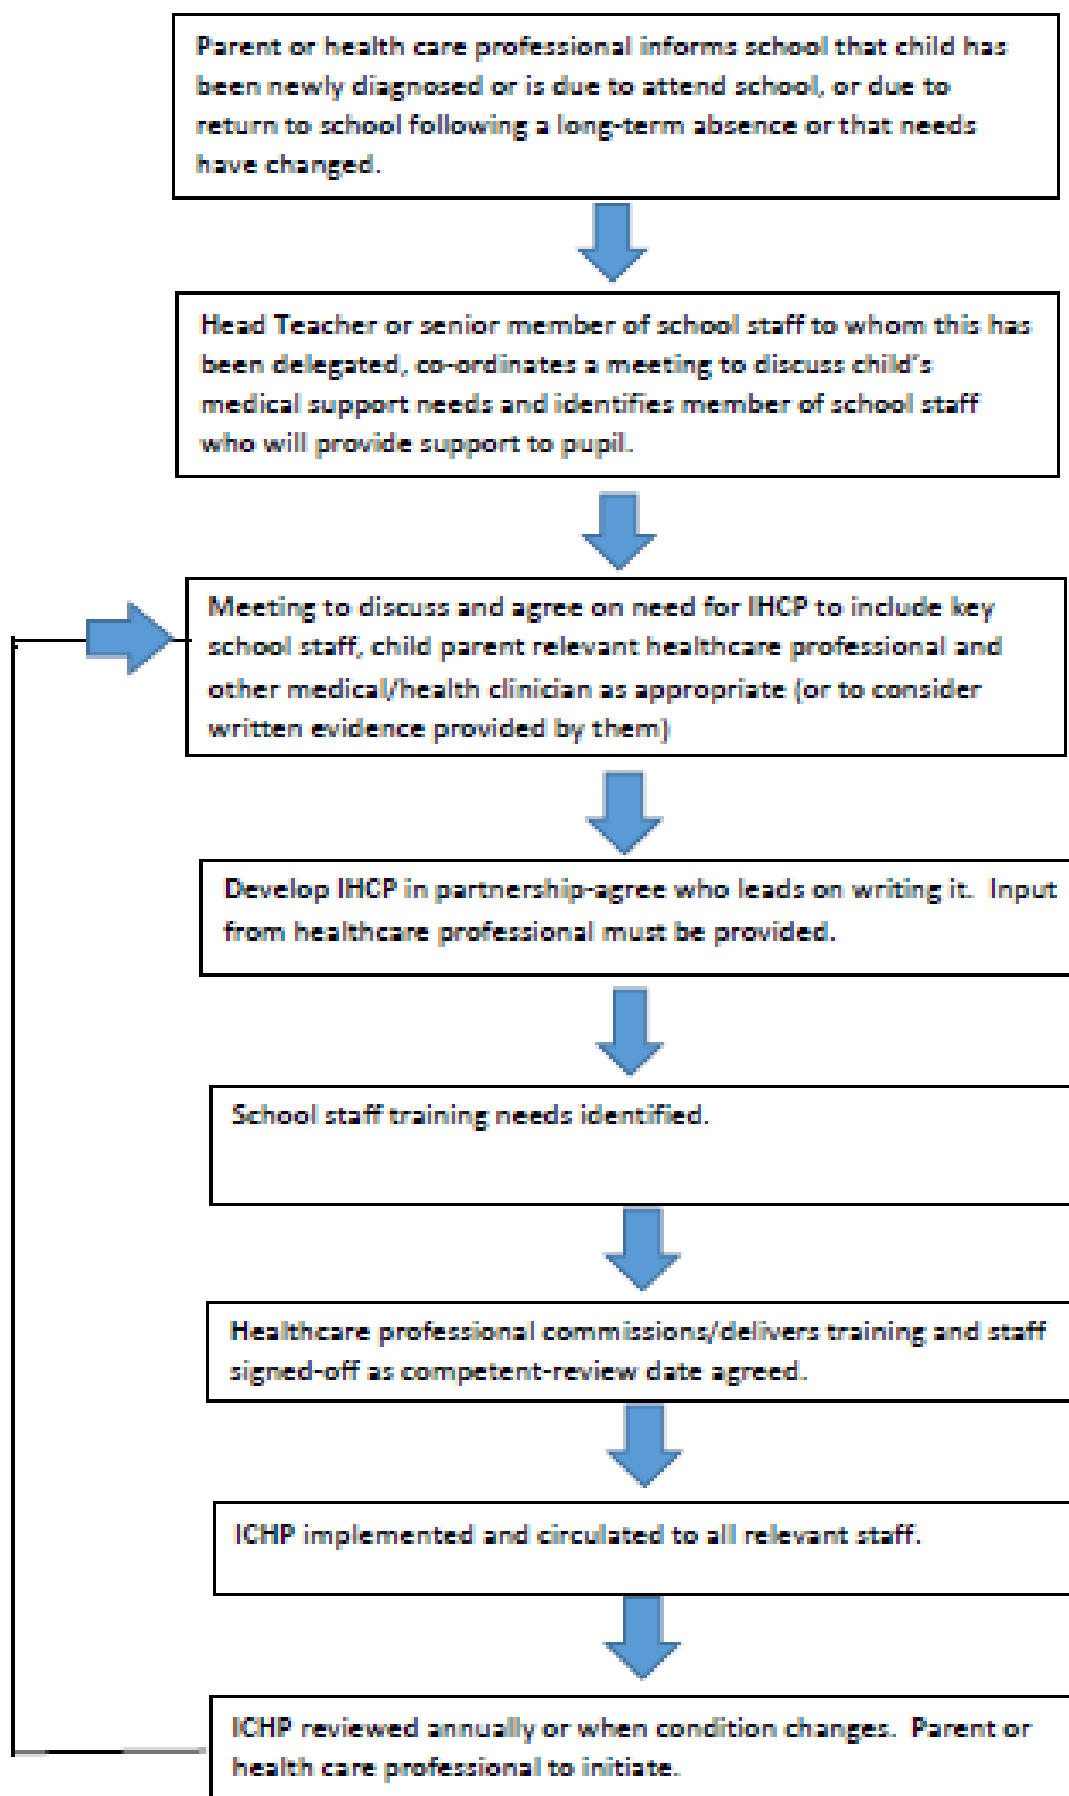 Parent or health care professional informs school that child has
been newly diagnosed or is due to attend school, or due to
return to school following a long-term absence or that needs
have changed.
Head Teacher or senior member of school staff to whom this has
been delegated, co-ordinates a meeting to discuss child's
medical support needs and identifies member of school staff
who will provide support to pupil.
Meeting to discuss and agree on need for IHCP to include key
school staff, child parent relevant healthcare professional and
other medical/health clinician as appropriate (or to consider
written evidence provided by them)
Develop IHCP in partnership-agree who leads on writing it. Input
from healthcare professional must be provided.
School staff training needs identified.
Healthcare professional commissions/delivers training and staff
signed-off as competent-review date agreed.
ICHP implemented and circulated to all relevant staff.
ICHP reviewed annually or when condition changes. Parent or
health care professional to initiate.